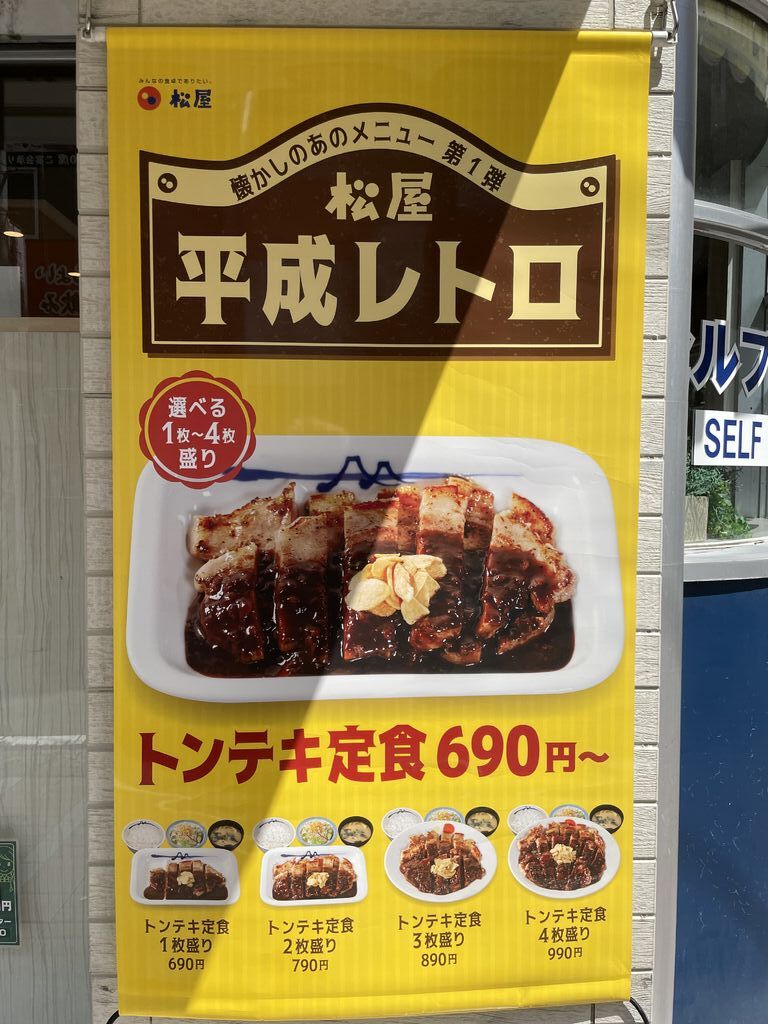 みんなの食卓でありたい。
松屋
懐かしのあのメニュー 第1弾
松屋
平成レトロ
選べる
1枚〜4枚
盛り
トンテキ定食690円〜
トンテキ定食
1枚盛り
690円
トンテキ定食
2枚盛り
790円
トンテキ定食
3枚盛り
890円
トンテキ定食
4枚盛り
990円
ルフ
SELF
円